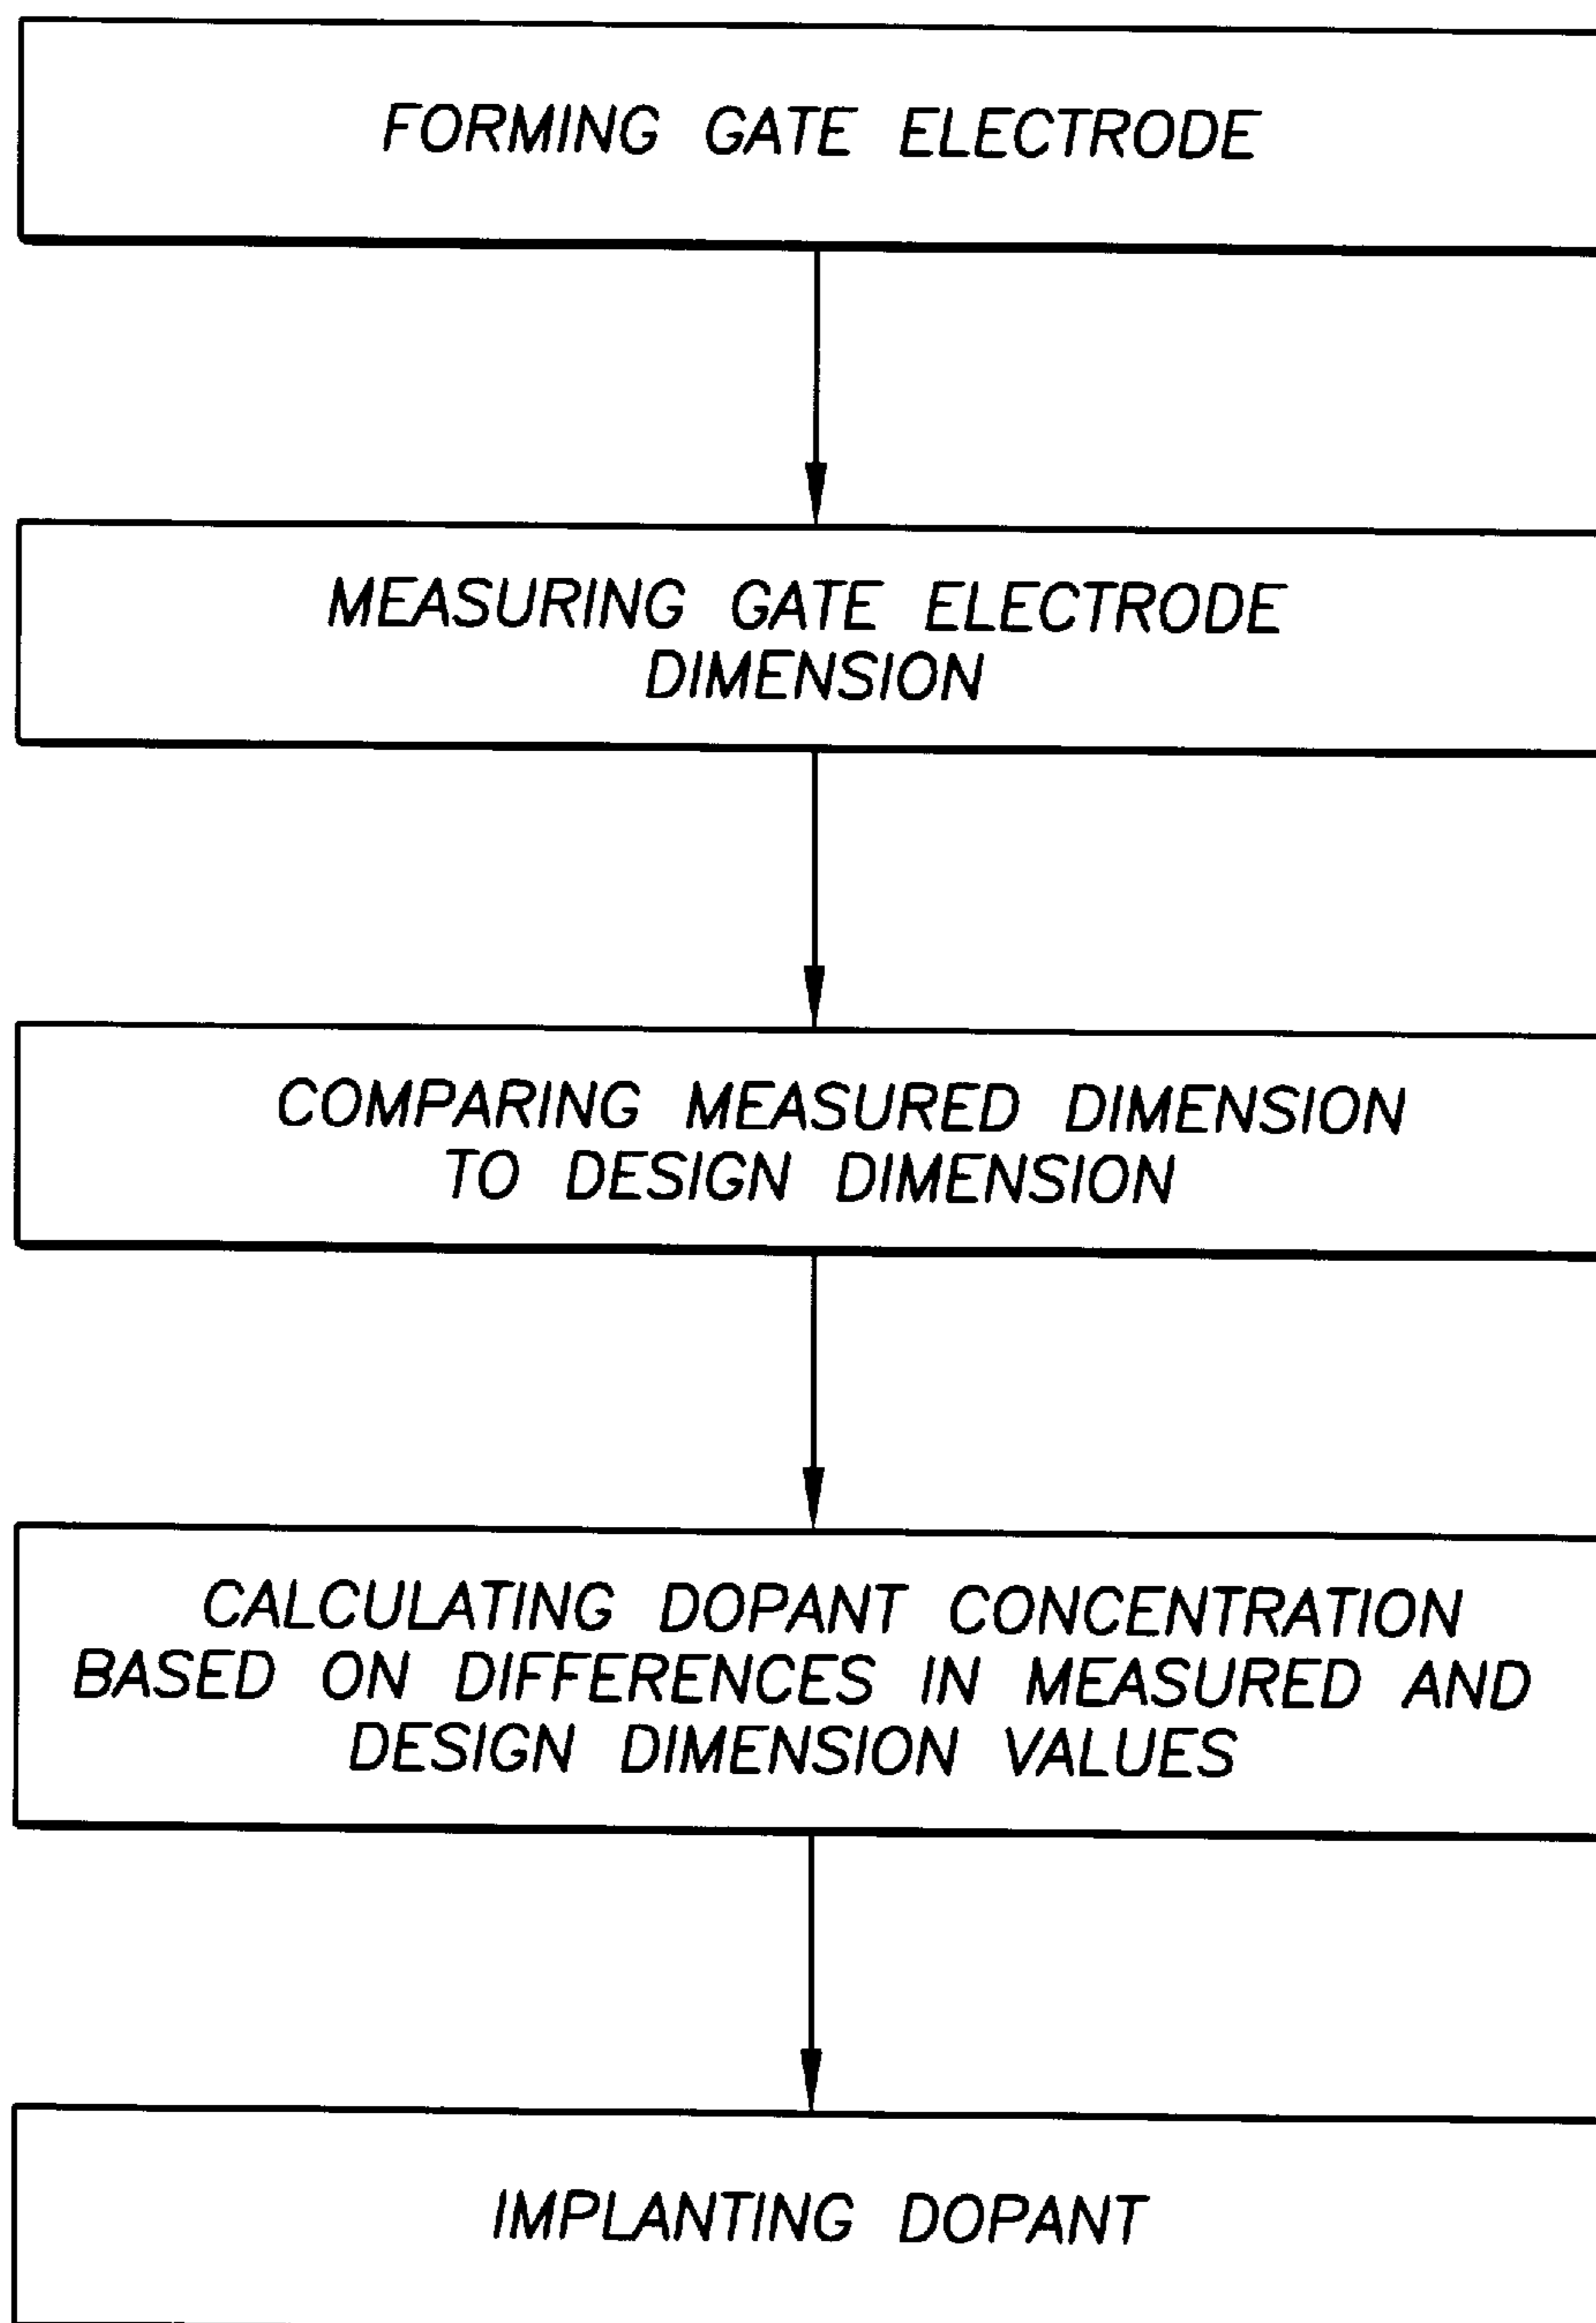 FORMING GATE ELECTRODE
MEASURING GATE ELECTRODE
DIMENSION
COMPARING MEASURED DIMENSION
TO DESIGN DIMENSION
CALCULATING DOPANT CONCENTRATION
BASED ON DIFFERENCES IN MEASURED AND
DESIGN DIMENSION VALUES
IMPLANTING DOPANT